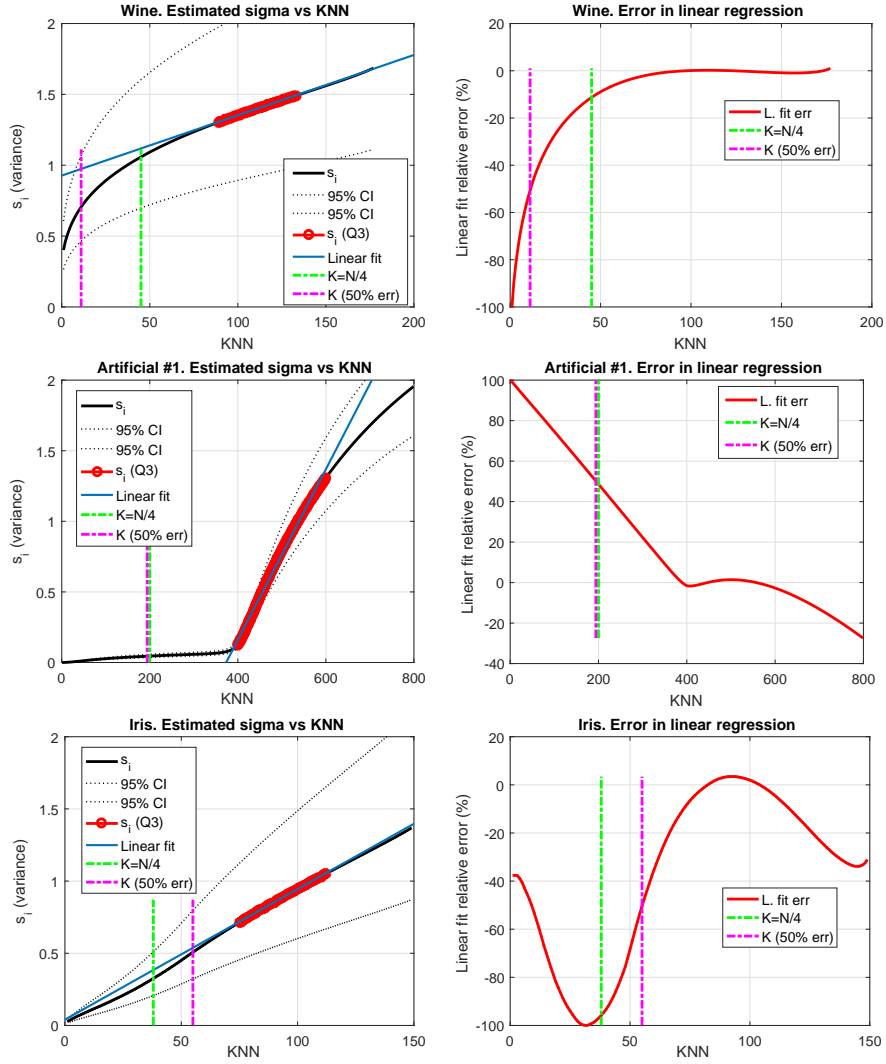 Wine. Estimated sigma vs KNN
s_i (variance)
2
1.5
1
0.5
0
0 50 100 150 200
KNN
s_i
95% CI
95% CI
s_i (Q3)
Linear fit
K=N/4
K (50% err)
Wine. Error in linear regression
Linear fit relative error (%)
20
0
-20
-40
-60
-80
-100
0 50 100 150 200
KNN
L. fit err
K=N/4
K (50% err)
Artificial #1. Estimated sigma vs KNN
s_i (variance)
2
1.5
1
0.5
0
0 200 400 600 800
KNN
s_i
95% CI
95% CI
s_i (Q3)
Linear fit
K=N/4
K (50% err)
Artificial #1. Error in linear regression
Linear fit relative error (%)
100
80
60
40
20
0
-20
-40
0 200 400 600 800
KNN
L. fit err
K=N/4
K (50% err)
Iris. Estimated sigma vs KNN
s_i (variance)
2
1.5
1
0.5
0
0 50 100 150
KNN
s_i
95% CI
95% CI
s_i (Q3)
Linear fit
K=N/4
K (50% err)
Iris. Error in linear regression
Linear fit relative error (%)
20
0
-20
-40
-60
-80
-100
0 50 100 150
KNN
L. fit err
K=N/4
K (50% err)